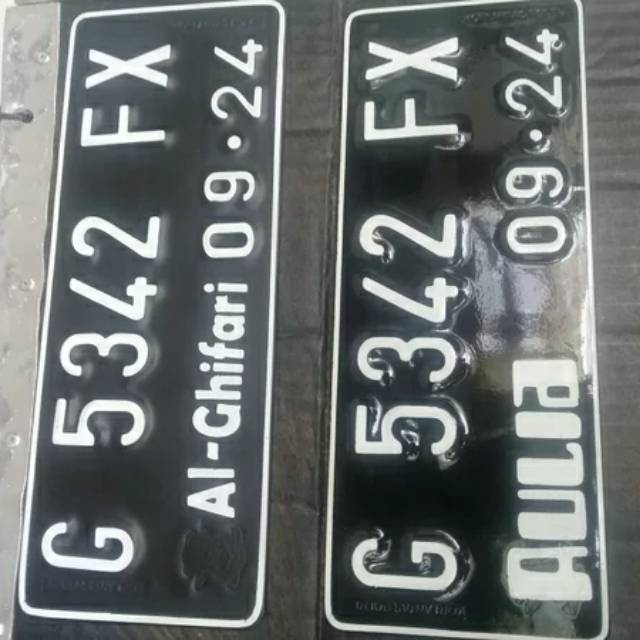 G 5342 FX
Al-Ghifari 09•24
G 5342 FX
AULIA 09•24